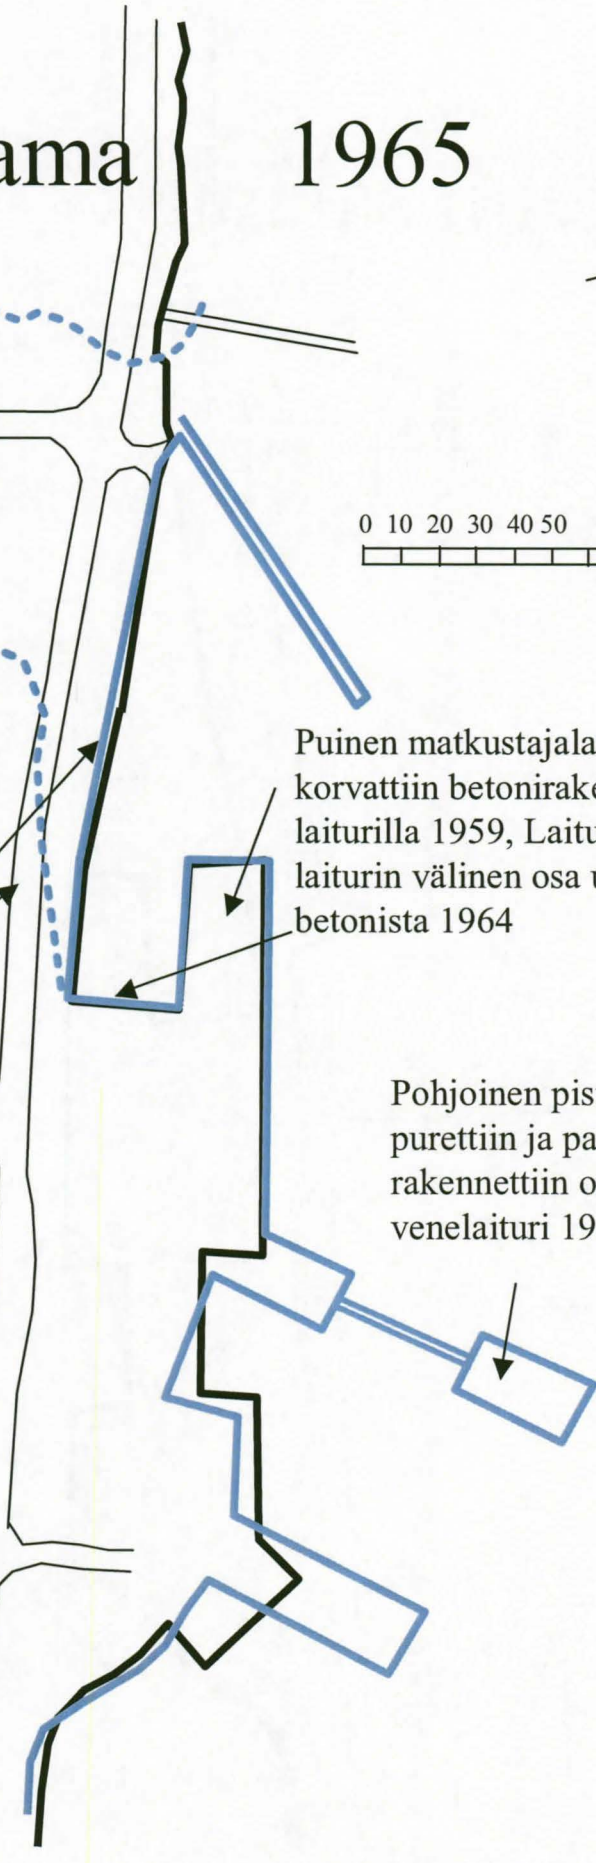 ama 1965
0 10 20 30 40 50
Puinen matkustajala
korvattiin betonirake
laiturilla 1959, Laitu
laiturin välinen osa u
betonista 1964
Pohjoinen pis
purettiin ja pa
rakennettiin o
venelaituri 19